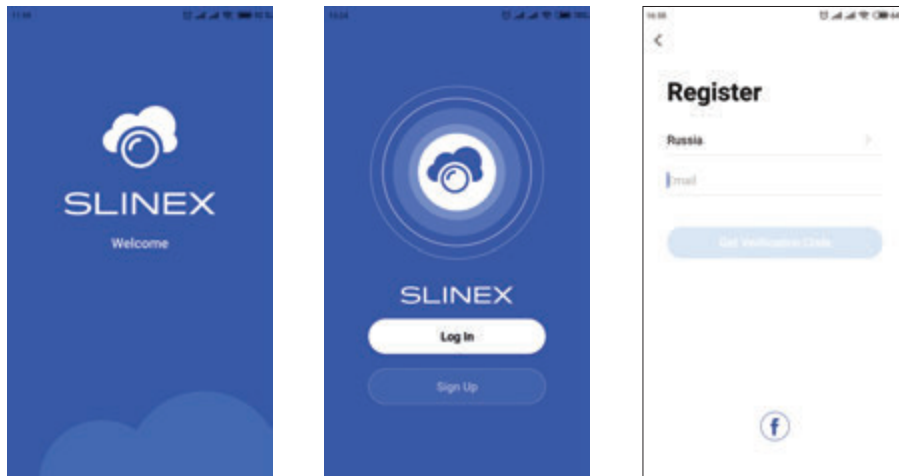 SLINEX
Welcome
SLINEX
Log In
Sign Up
Register
Russia
Email
Get Verification Code
f